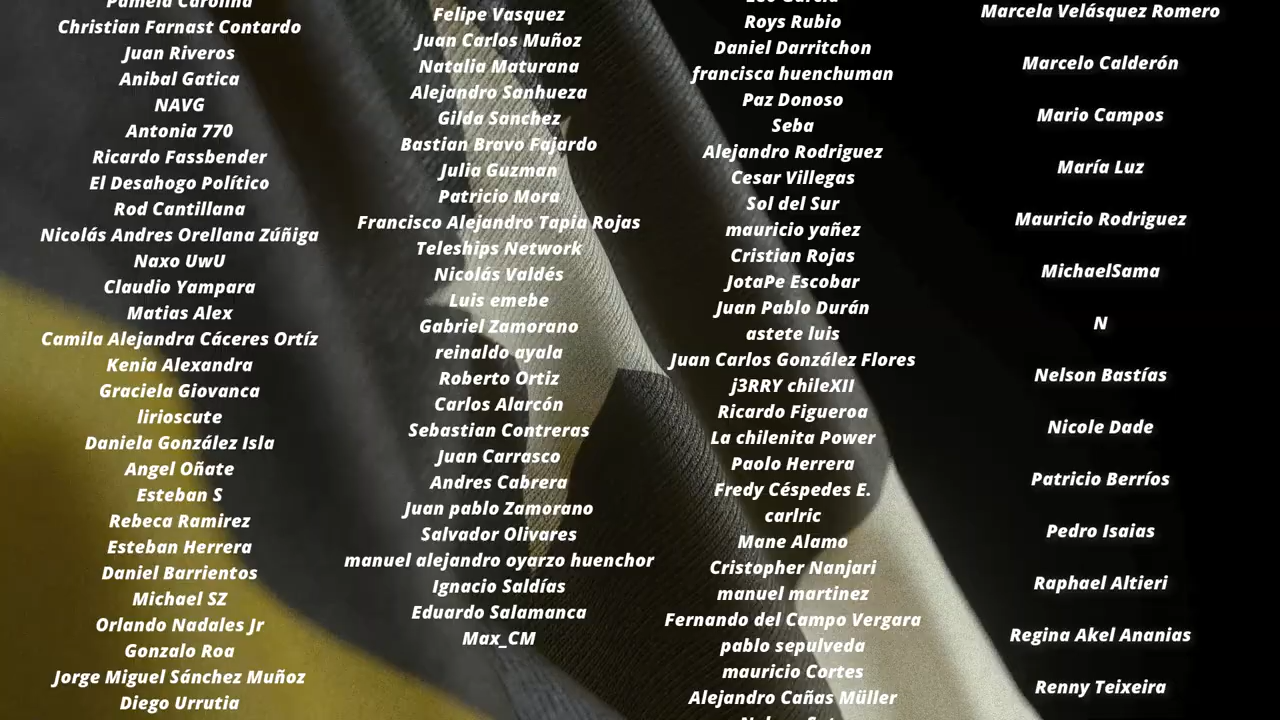 Pamela Carolina
Christian Farnast Contardo
Juan Riveros
Anibal Gatica
NAVG
Antonia 770
Ricardo Fassbender
El Desahogo Político
Rod Cantillana
Nicolás Andres Orellana Zúñiga
Naxo UwU
Claudio Yampara
Matias Alex
Camila Alejandra Cáceres Ortíz
Kenia Alexandra
Graciela Giovanca
lirioscute
Daniela González Isla
Angel Oñate
Esteban S
Rebeca Ramirez
Esteban Herrera
Daniel Barrientos
Michael SZ
Orlando Nadales Jr
Gonzalo Roa
Jorge Miguel Sánchez Muñoz
Diego Urrutia
Felipe Vasquez
Juan Carlos Muñoz
Natalia Maturana
Alejandro Sanhueza
Gilda Sanchez
Bastian Bravo Fajardo
Julia Guzman
Patricio Mora
Francisco Alejandro Tapia Rojas
Teleships Network
Nicolás Valdés
Luis emebe
Gabriel Zamorano
reinaldo ayala
Roberto Ortiz
Carlos Alarcón
Sebastian Contreras
Juan Carrasco
Andres Cabrera
Juan pablo Zamorano
Salvador Olivares
manuel alejandro oyarzo huenchor
Ignacio Saldías
Eduardo Salamanca
Max_CM
Roys Rubio
Daniel Darritchon
francisca huenchuman
Paz Donoso
Seba
Alejandro Rodriguez
Cesar Villegas
Sol del Sur
mauricio yañez
Cristian Rojas
JotaPe Escobar
Juan Pablo Durán
astete luis
Juan Carlos González Flores
j3RRY chileXII
Ricardo Figueroa
La chilenita Power
Paolo Herrera
Fredy Céspedes E.
carlric
Mane Alamo
Cristopher Nanjari
manuel martinez
Fernando del Campo Vergara
pablo sepulveda
mauricio Cortes
Alejandro Cañas Müller
Marcela Velásquez Romero
Marcelo Calderón
Mario Campos
María Luz
Mauricio Rodriguez
MichaelSama
N
Nelson Bastías
Nicole Dade
Patricio Berríos
Pedro Isaias
Raphael Altieri
Regina Akel Ananias
Renny Teixeira